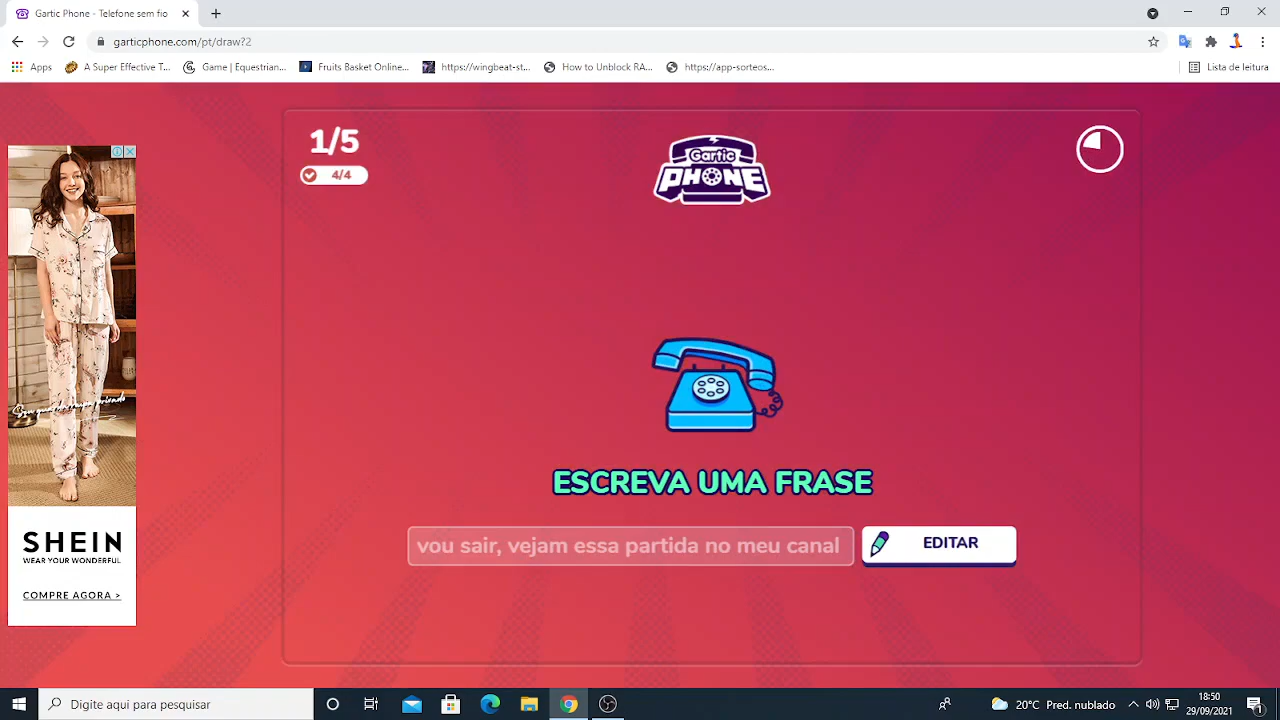 Gartic Phone - Telefone sem fio
garticphone.com/pt/draw?2
Apps
A Super Effective T...
Game | Equestrian...
Fruits Basket Online...
https://wingbeat-st...
How to Unblock RA...
https://app-sorteos...
Lista de leitura
1/5
4/4
Gartic
PHONE
ESCREVA UMA FRASE
vou sair, vejam essa partida no meu canal
EDITAR
SHEIN
WEAR YOUR WONDERFUL
COMPRE AGORA >
Digite aqui para pesquisar
20°C Pred. nublado
18:50
29/09/2021
1